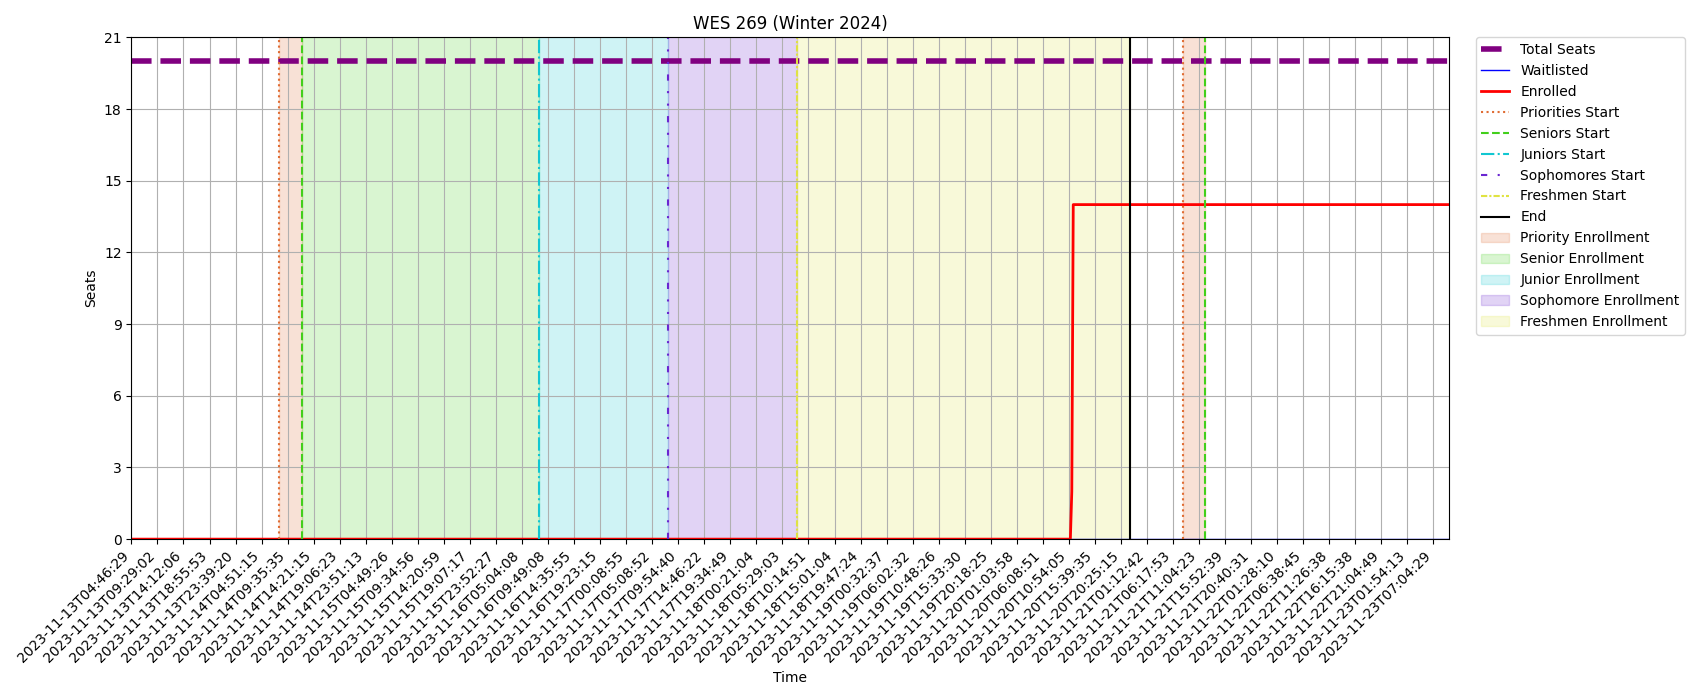 WES 269 (Winter 2024)
21
18
15
12
9
6
3
0
Seats
2023-11-13T04:46:29
2023-11-13T09:29:02
2023-11-13T14:12:06
2023-11-13T18:55:53
2023-11-13T23:39:20
2023-11-14T04:51:15
2023-11-14T09:35:35
2023-11-14T14:21:15
2023-11-14T19:06:23
2023-11-14T23:51:13
2023-11-15T04:49:26
2023-11-15T09:34:56
2023-11-15T14:20:59
2023-11-15T19:07:17
2023-11-15T23:52:27
2023-11-16T05:04:08
2023-11-16T09:49:08
2023-11-16T14:35:55
2023-11-16T19:23:15
2023-11-17T00:08:55
2023-11-17T05:08:52
2023-11-17T09:54:40
2023-11-17T14:46:22
2023-11-17T19:34:49
2023-11-18T00:21:04
2023-11-18T05:29:03
2023-11-18T10:14:51
2023-11-18T15:01:04
2023-11-18T19:47:24
2023-11-19T00:32:37
2023-11-19T06:02:32
2023-11-19T10:48:26
2023-11-19T15:33:30
2023-11-19T20:18:25
2023-11-20T01:03:58
2023-11-20T06:08:51
2023-11-20T10:54:05
2023-11-20T15:39:35
2023-11-20T20:25:15
2023-11-21T01:12:42
2023-11-21T06:17:53
2023-11-21T11:04:23
2023-11-21T15:52:39
2023-11-21T20:40:31
2023-11-22T01:28:10
2023-11-22T06:38:45
2023-11-22T11:26:38
2023-11-22T16:15:38
2023-11-22T21:04:49
2023-11-23T01:54:13
2023-11-23T07:04:29
Time
Total Seats
Waitlisted
Enrolled
Priorities Start
Seniors Start
Juniors Start
Sophomores Start
Freshmen Start
End
Priority Enrollment
Senior Enrollment
Junior Enrollment
Sophomore Enrollment
Freshmen Enrollment